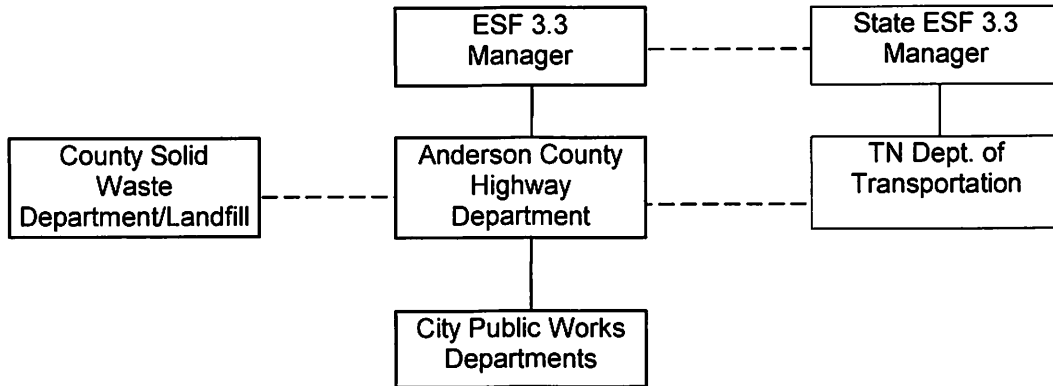 ESF 3.3
Manager
State ESF 3.3
Manager
County Solid
Waste
Department/Landfill
Anderson County
Highway
Department
TN Dept. of
Transportation
City Public Works
Departments